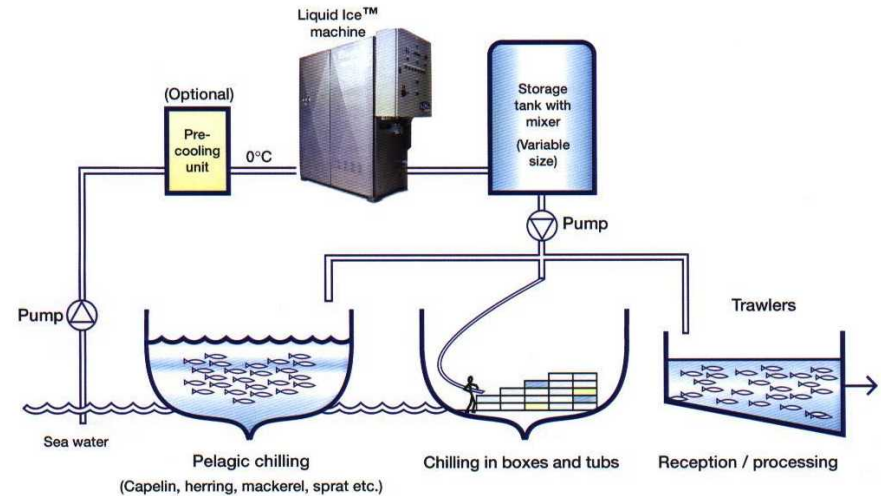 Liquid Ice™
machine
(Optional)
Pre-
cooling
unit
0°C
Storage
tank with
mixer
(Variable
size)
Pump
Pump
Trawlers
Sea water
Pelagic chilling
(Capelin, herring, mackerel, sprat etc.)
Chilling in boxes and tubs
Reception / processing